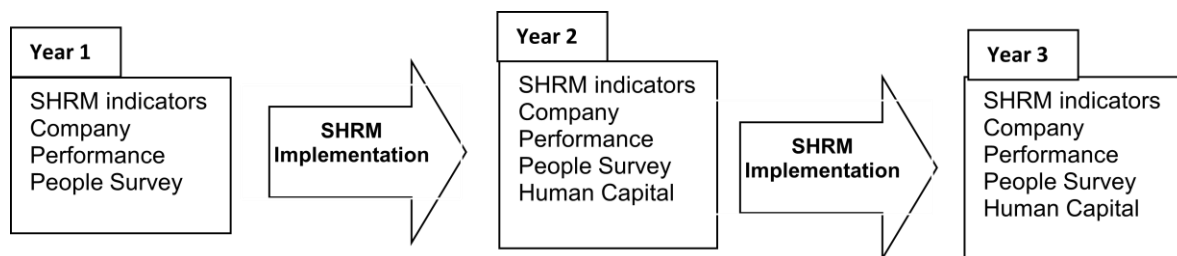 Year 1
SHRM indicators
Company
Performance
People Survey
SHRM
Implementation
Year 2
SHRM indicators
Company
Performance
People Survey
Human Capital
SHRM
Implementation
Year 3
SHRM indicators
Company
Performance
People Survey
Human Capital